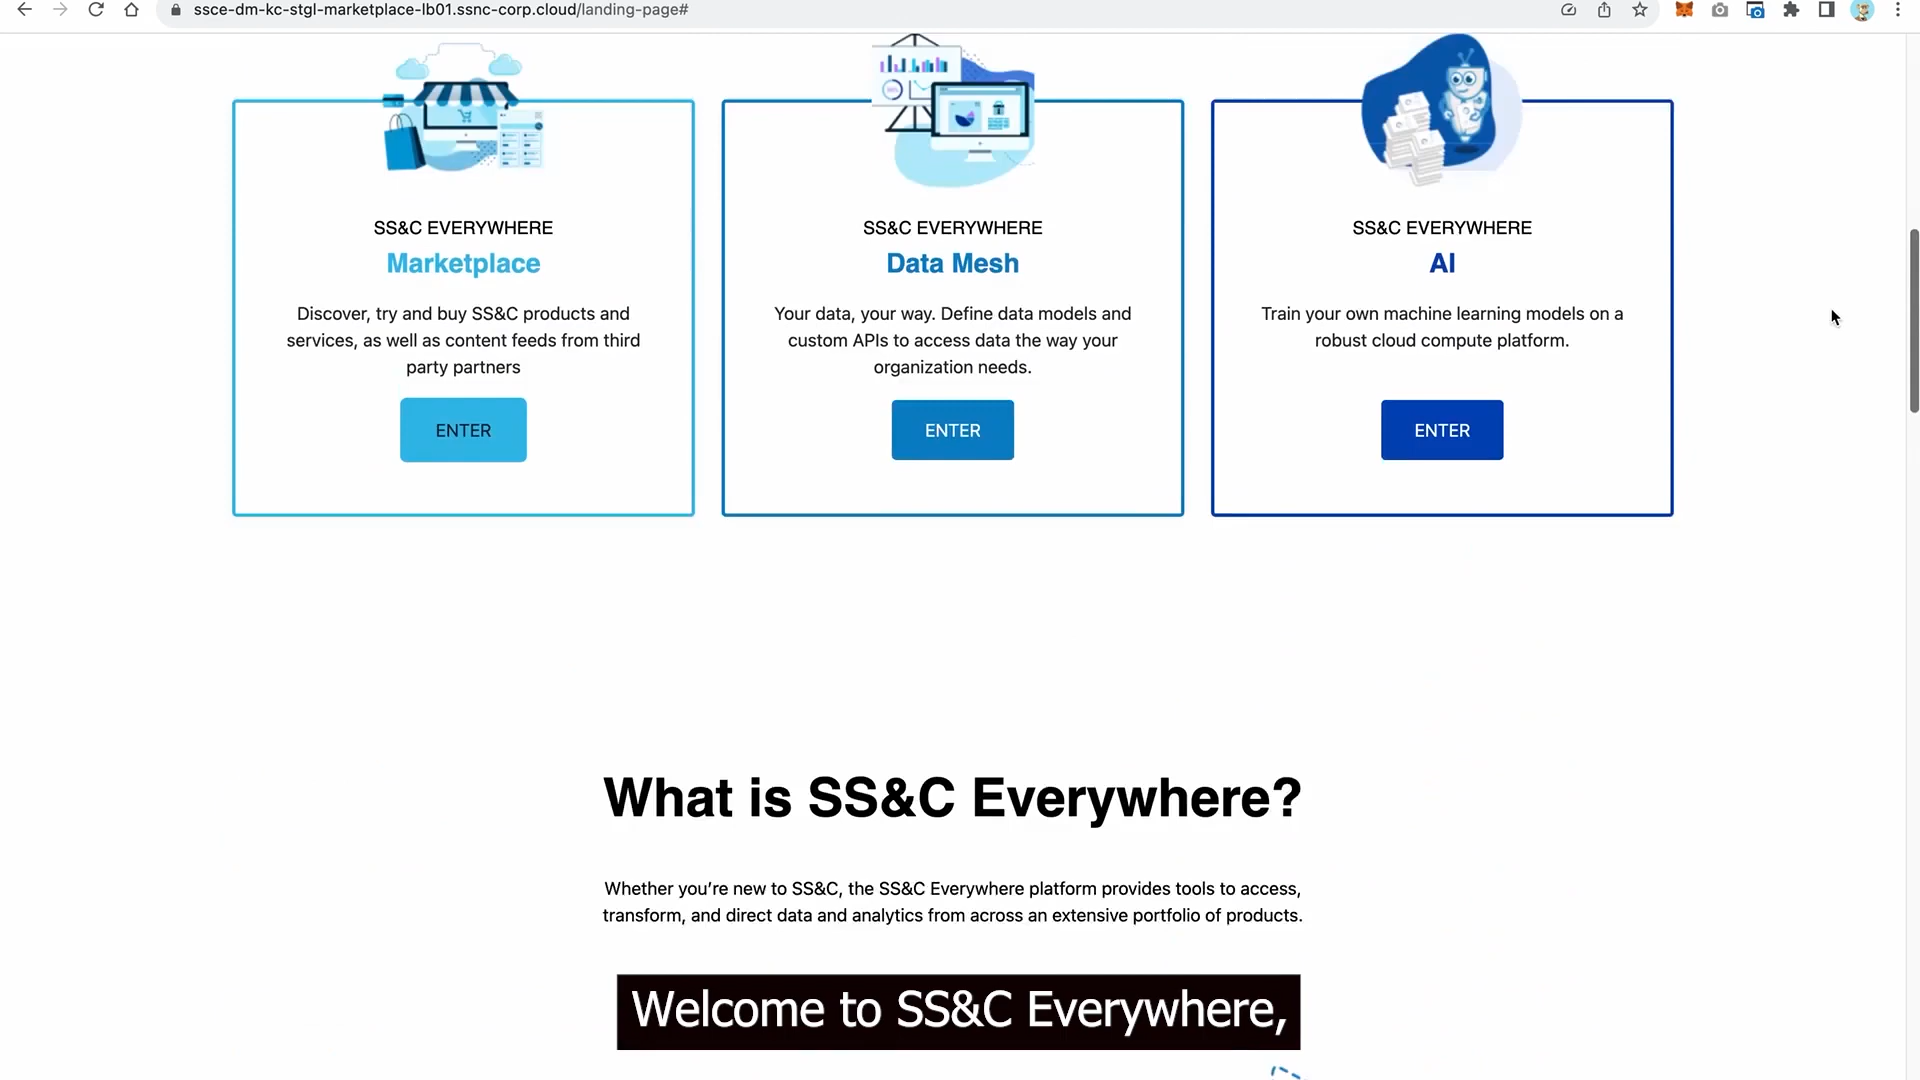 ssce-dm-kc-stgl-marketplace-lb01.ssnc-corp.cloud/landing-page#
SS&C EVERYWHERE
Marketplace
Discover, try and buy SS&C products and
services, as well as content feeds from third
party partners
ENTER
SS&C EVERYWHERE
Data Mesh
Your data, your way. Define data models and
custom APIs to access data the way your
organization needs.
ENTER
SS&C EVERYWHERE
AI
Train your own machine learning models on a
robust cloud compute platform.
ENTER
What is SS&C Everywhere?
Whether you’re new to SS&C, the SS&C Everywhere platform provides tools to access,
transform, and direct data and analytics from across an extensive portfolio of products.
Welcome to SS&C Everywhere,